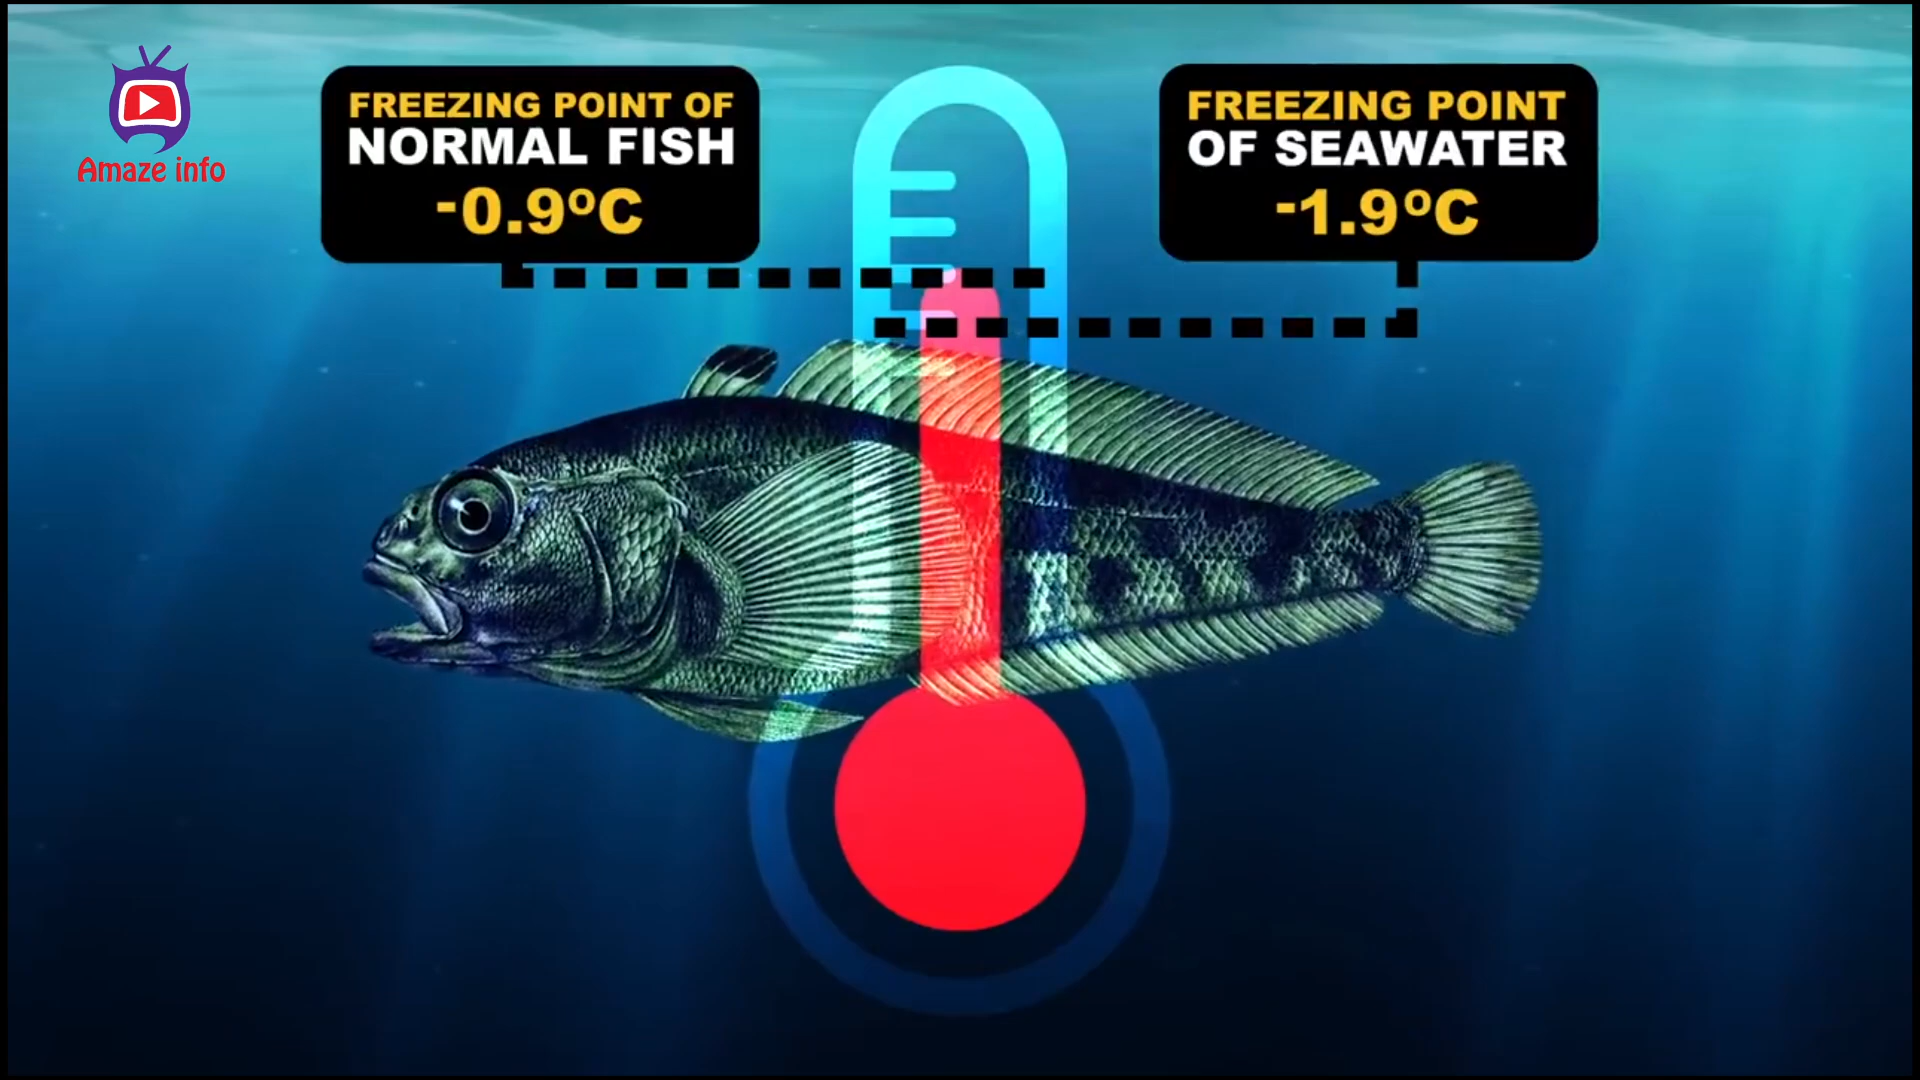 Amaze info
FREEZING POINT OF
NORMAL FISH
-0.9ºC
FREEZING POINT
OF SEAWATER
-1.9ºC